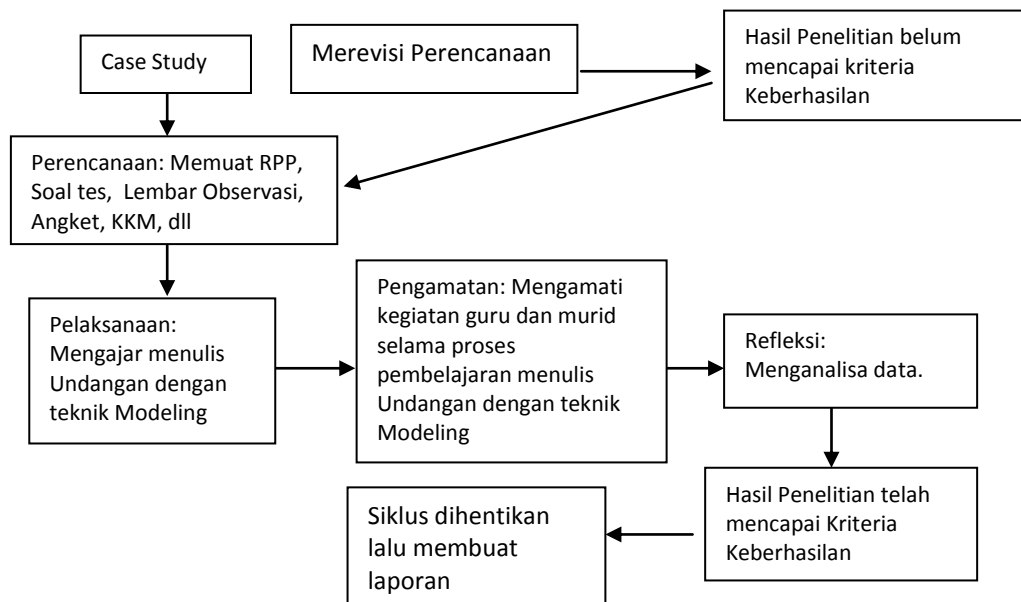 Case Study
Merevisi Perencanaan
Hasil Penelitian belum
mencapai kriteria
Keberhasilan
Perencanaan: Memuat RPP,
Soal tes, Lembar Observasi,
Angket, KKM, dll
Pelaksanaan:
Mengajar menulis
Undangan dengan
teknik Modeling
Pengamatan: Mengamati
kegiatan guru dan murid
selama proses
pembelajaran menulis
Undangan dengan teknik
Modeling
Refleksi:
Menganalisa data.
Hasil Penelitian telah
mencapai Kriteria
Keberhasilan
Siklus dihentikan
lalu membuat
laporan